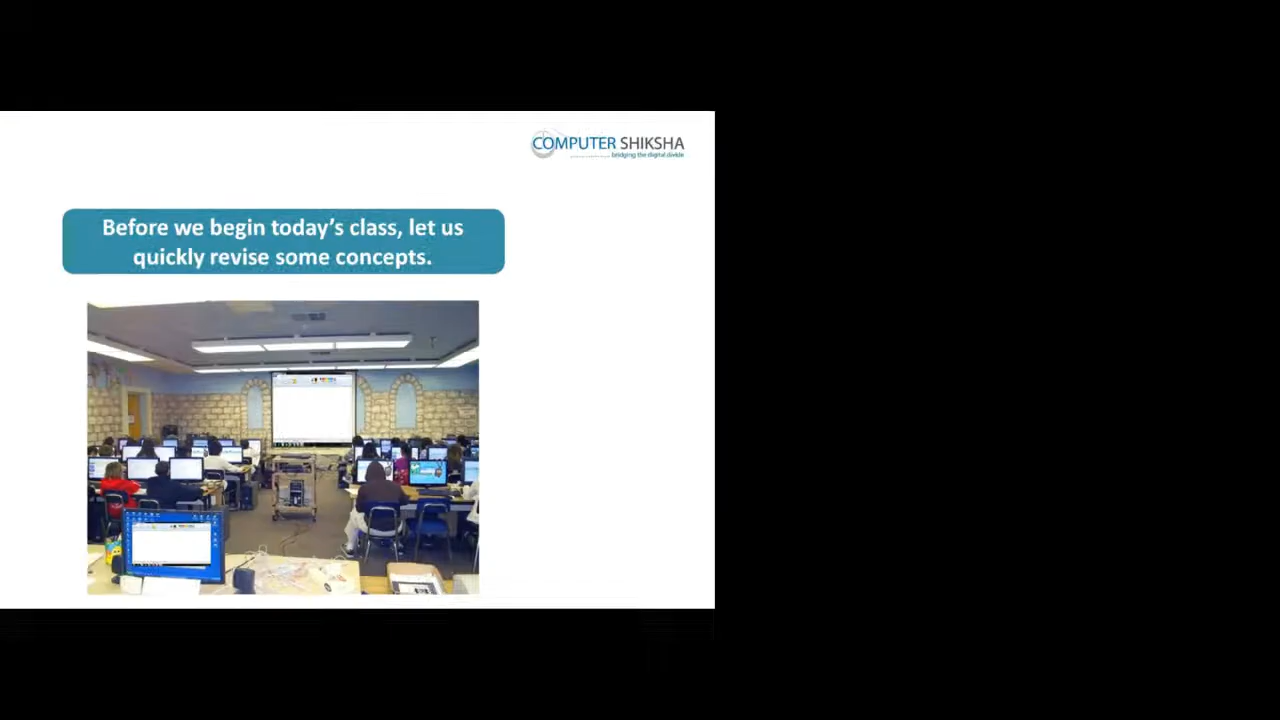 COMPUTER SHIKSHA
bridging the digital divide
Before we begin today's class, let us
quickly revise some concepts.